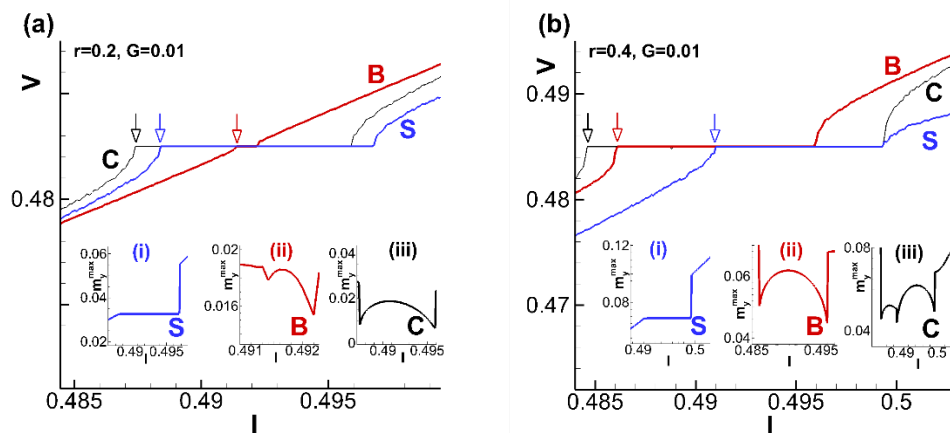 (a)
r=0.2, G=0.01
V
B
C
S
0.48
(i)
m_y^max
0.06
0.04
0.02
S
0.49 0.495
I
(ii)
m_y^max
0.02
0.016
B
0.491 0.492
I
(iii)
m_y^max
0.04
0.02
0
C
0.49 0.495
I
0.485 0.49 0.495
I
(b)
r=0.4, G=0.01
V
B
C
S
0.49
0.48
0.47
(i)
m_y^max
0.12
0.08
S
0.49 0.5
I
(ii)
m_y^max
0.06
0.04
B
0.485 0.495
I
(iii)
m_y^max
0.08
0.04
C
0.49 0.5
I
0.485 0.49 0.495 0.5
I